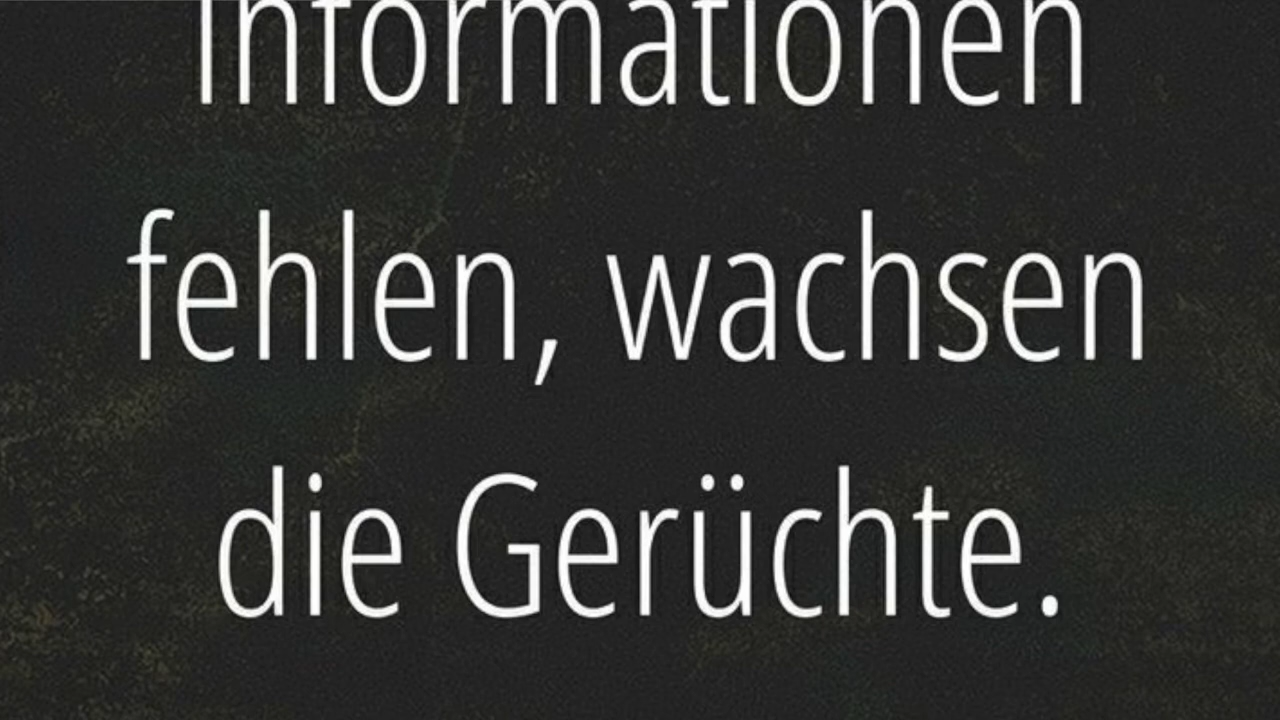 Informationen
fehlen, wachsen
die Gerüchte.